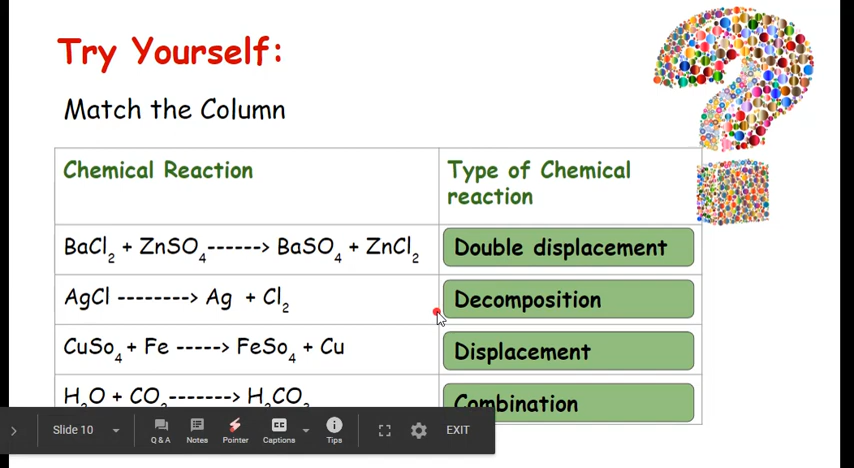 Try Yourself:
Match the Column
Chemical Reaction
Type of Chemical
reaction
BaCl₂ + ZnSO₄------> BaSO₄ + ZnCl₂
Double displacement
AgCl --------> Ag + Cl₂
Decomposition
CuSo₄ + Fe -----> FeSo₄ + Cu
Displacement
H₂O + CO₂-------> H₂CO₃
Combination
Slide 10
Q & A
Notes
Pointer
CC
Captions
Tips
EXIT